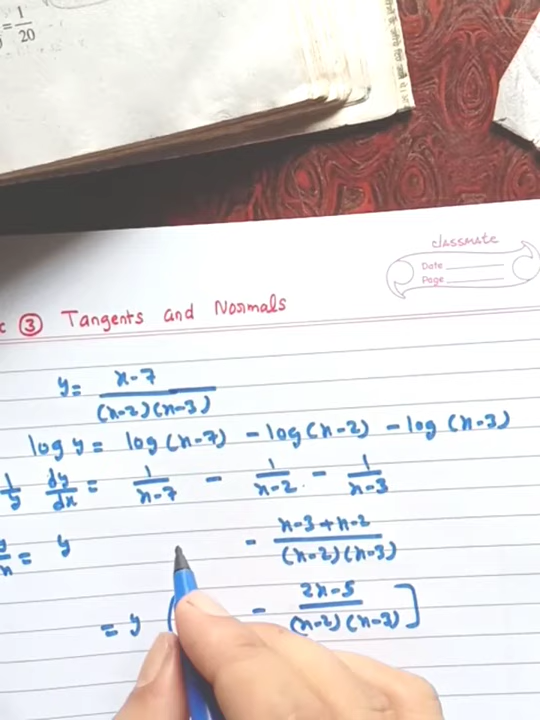 = 1/20
classmate
Date
Page
③ Tangents and Normals
y = (x-7)/((x-2)(x-3))
log y = log(x-7) - log(x-2) - log(x-3)
1/y dy/dx = 1/(x-7) - 1/(x-2) - 1/(x-3)
= y - (x-3+x-2)/((x-2)(x-3))
= y - (2x-5)/((x-2)(x-3)) ]